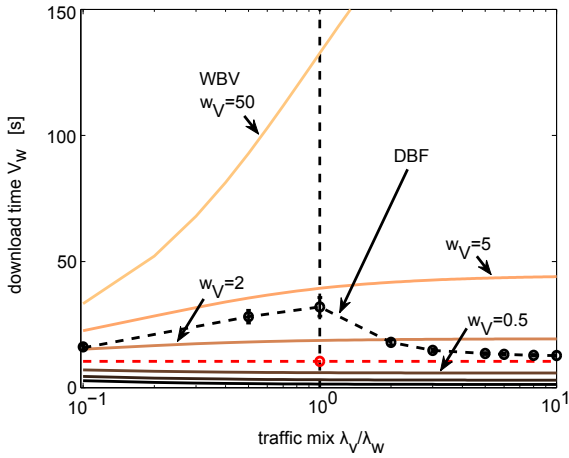 150
100
50
0
download time V_W [s]
WBV
w_V=50
DBF
w_V=5
w_V=2
w_V=0.5
10^−1
10^0
10^1
traffic mix λ_V/λ_W